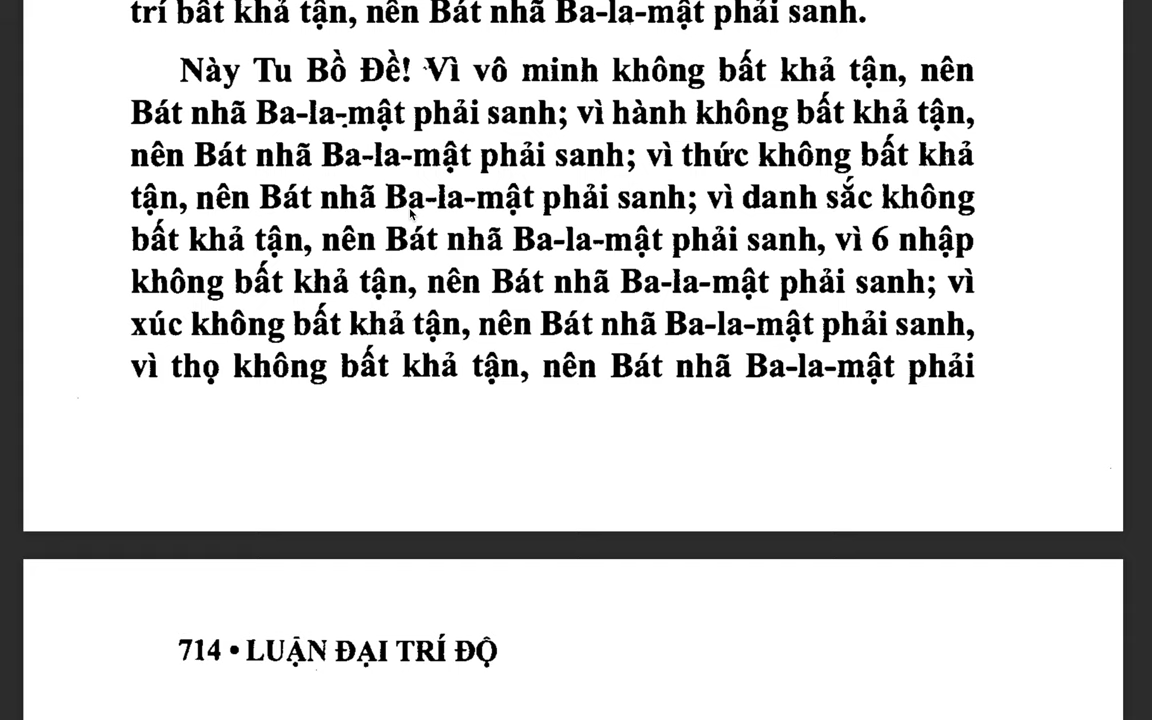 trí bất khả tận, nên Bát nhã Ba-la-mật phải sanh.
Này Tu Bồ Đề! Vì vô minh không bất khả tận, nên
Bát nhã Ba-la-mật phải sanh; vì hành không bất khả tận,
nên Bát nhã Ba-la-mật phải sanh; vì thức không bất khả
tận, nên Bát nhã Ba-la-mật phải sanh; vì danh sắc không
bất khả tận, nên Bát nhã Ba-la-mật phải sanh, vì 6 nhập
không bất khả tận, nên Bát nhã Ba-la-mật phải sanh; vì
xúc không bất khả tận, nên Bát nhã Ba-la-mật phải sanh,
vì thọ không bất khả tận, nên Bát nhã Ba-la-mật phải
714 • LUẬN ĐẠI TRÍ ĐỘ